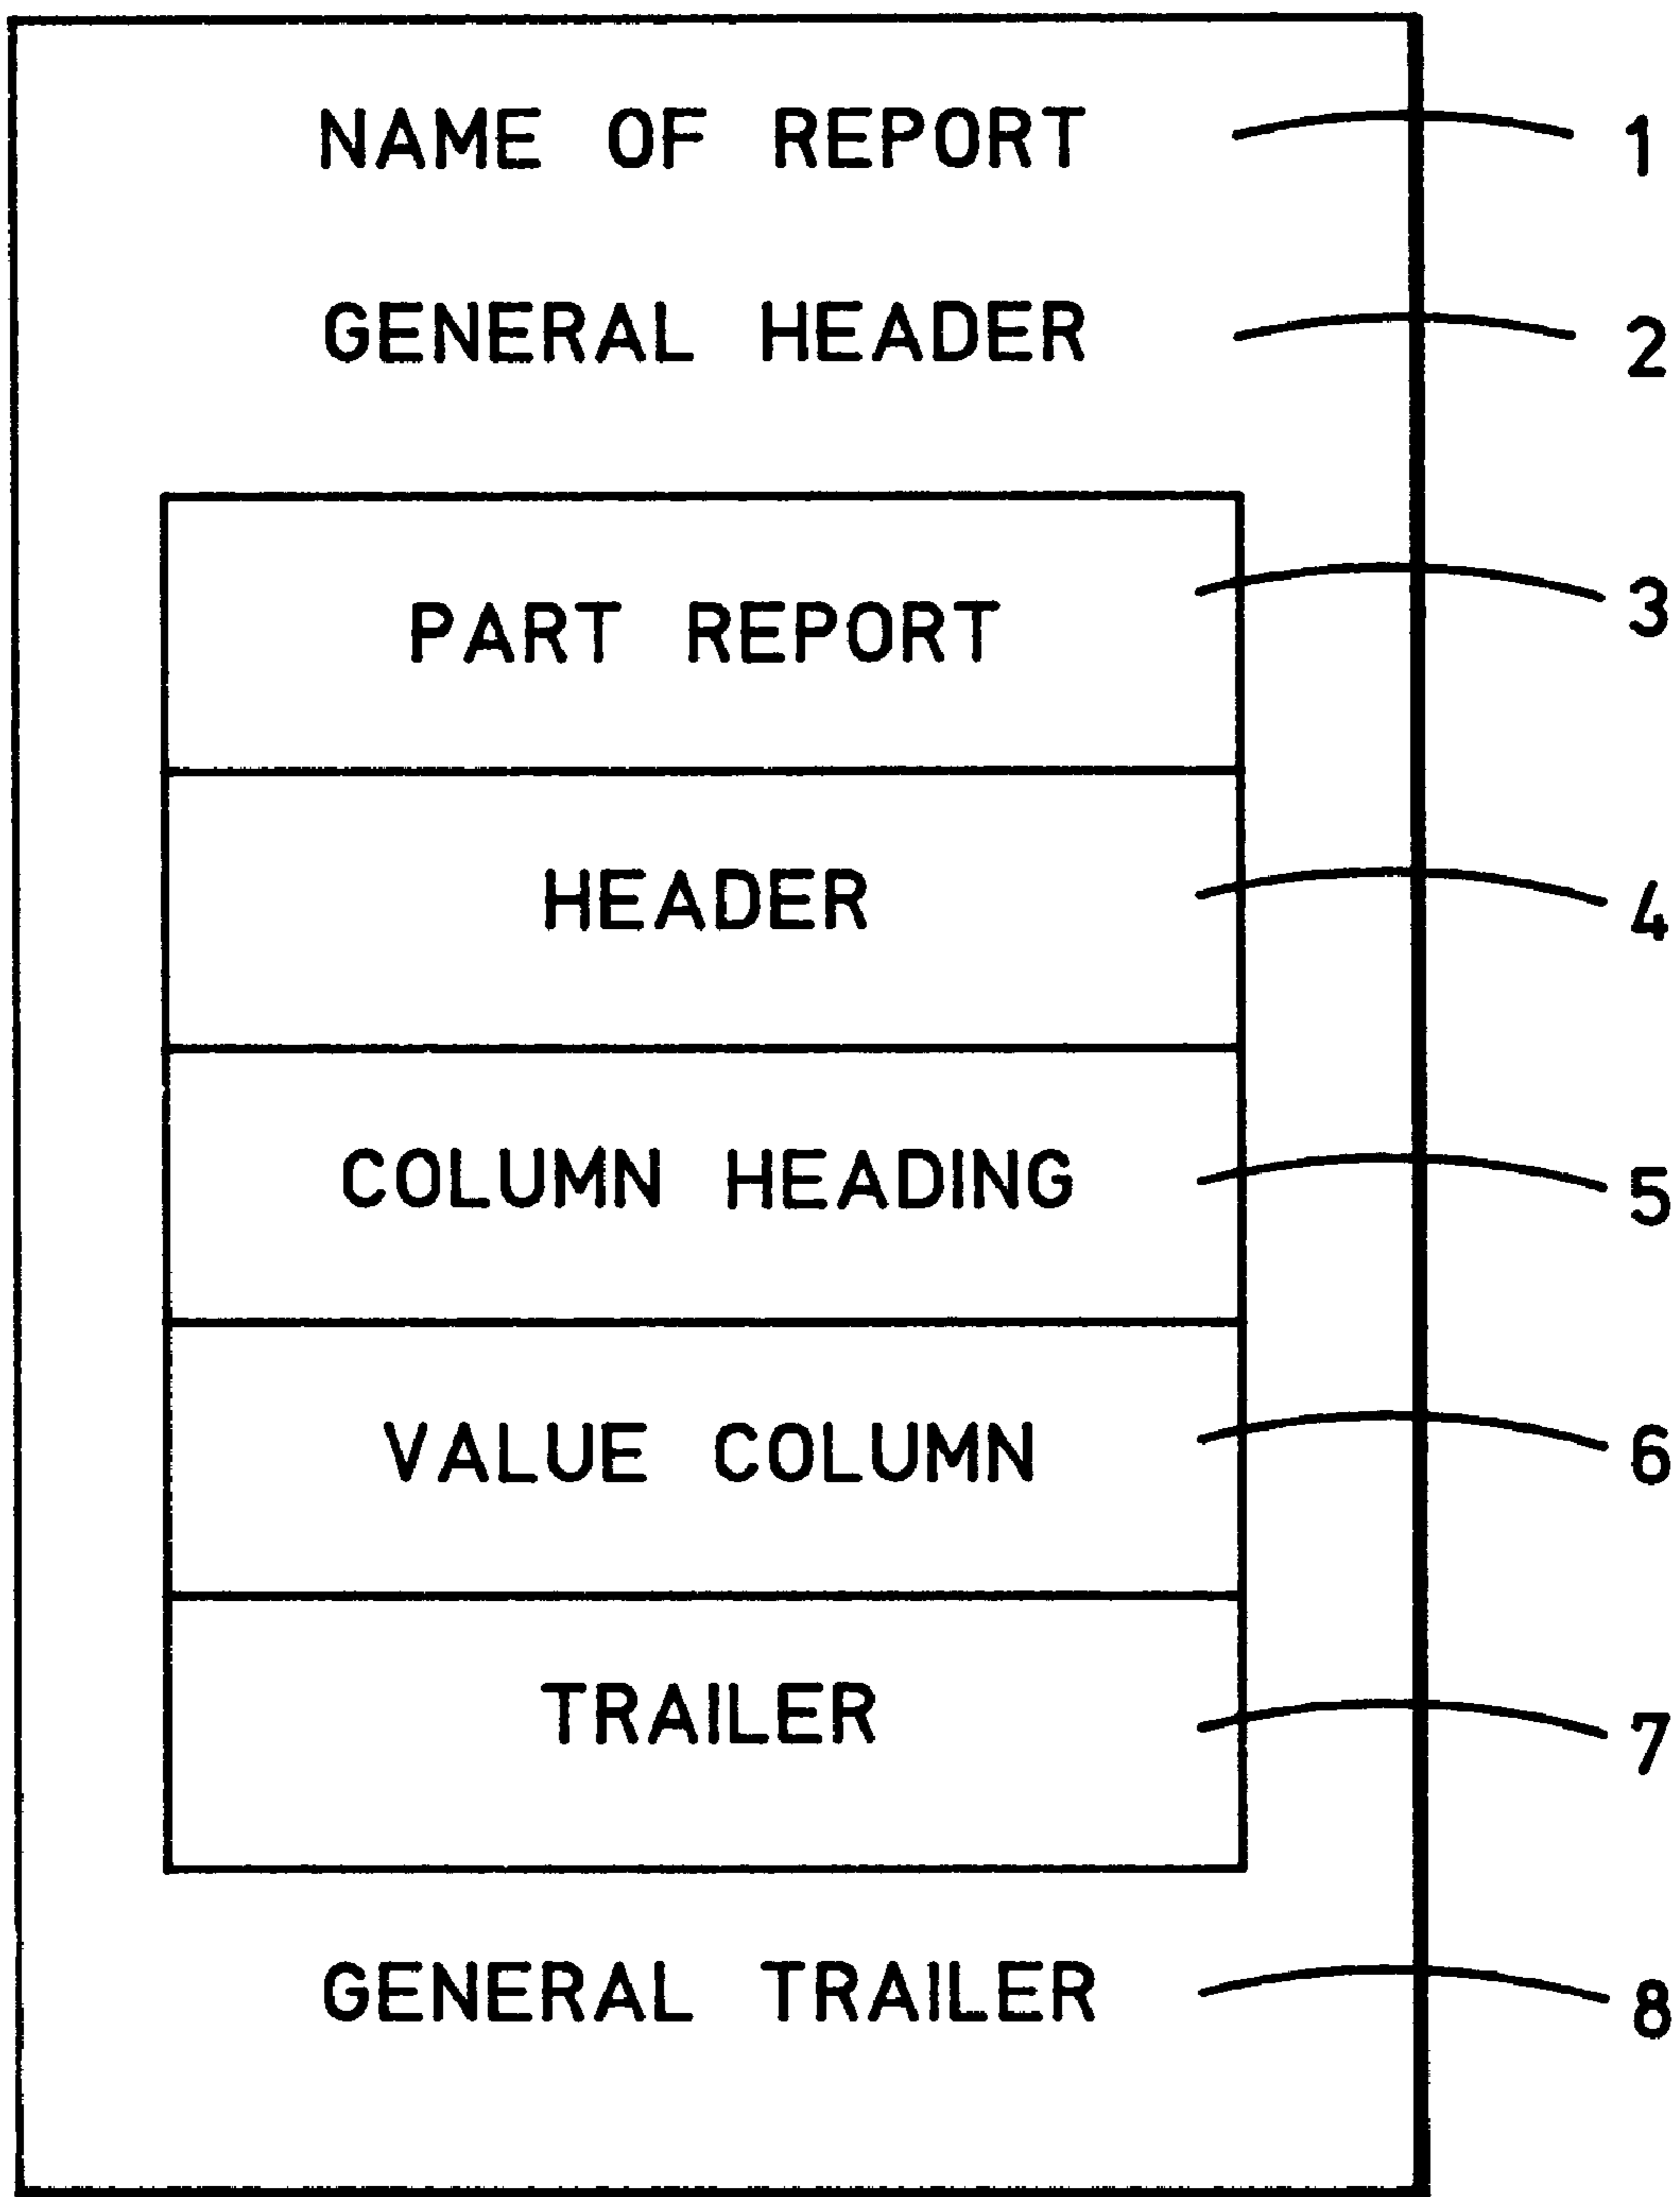 NAME OF REPORT 1
GENERAL HEADER 2
PART REPORT 3
HEADER 4
COLUMN HEADING 5
VALUE COLUMN 6
TRAILER 7
GENERAL TRAILER 8